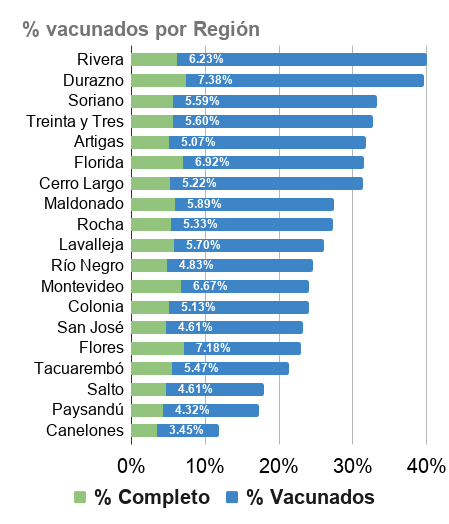 % vacunados por Región
Rivera 6.23%
Durazno 7.38%
Soriano 5.59%
Treinta y Tres 5.60%
Artigas 5.07%
Florida 6.92%
Cerro Largo 5.22%
Maldonado 5.89%
Rocha 5.33%
Lavalleja 5.70%
Río Negro 4.83%
Montevideo 6.67%
Colonia 5.13%
San José 4.61%
Flores 7.18%
Tacuarembó 5.47%
Salto 4.61%
Paysandú 4.32%
Canelones 3.45%
0% 10% 20% 30% 40%
% Completo % Vacunados